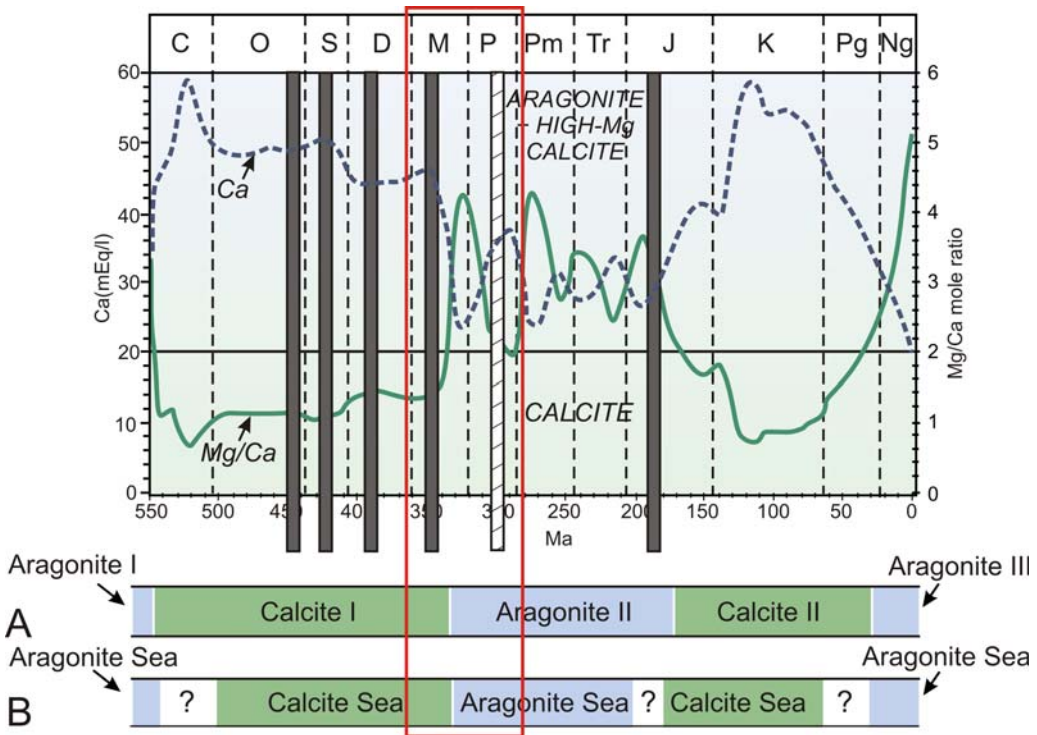 C O S D M P Pm Tr J K Pg Ng
60 6
ARAGONITE
+ HIGH-Mg
CALCITE
50 5
Ca
40 4
Ca(mEq/l)
Mg/Ca mole ratio
30 3
20 2
CALCITE
10 1
Mg/Ca
0 0
550 500 450 400 350 300 250 200 150 100 50 0
Ma
Aragonite I Aragonite III
A Calcite I Aragonite II Calcite II
Aragonite Sea Aragonite Sea
B ? Calcite Sea Aragonite Sea ? Calcite Sea ?